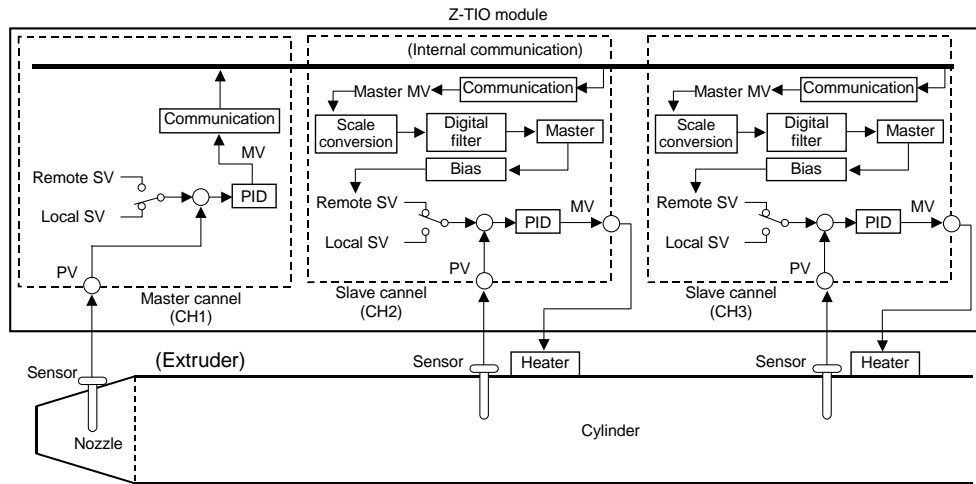 Z-TIO module
(Internal communication)
Communication
MV
Remote SV
Local SV
PID
PV
Master cannel
(CH1)
Master MV
Communication
Scale
conversion
Digital
filter
Master
Bias
Remote SV
Local SV
PID
MV
PV
Slave cannel
(CH2)
Master MV
Communication
Scale
conversion
Digital
filter
Master
Bias
Remote SV
Local SV
PID
MV
PV
Slave cannel
(CH3)
(Extruder)
Sensor
Nozzle
Sensor
Heater
Sensor
Heater
Cylinder